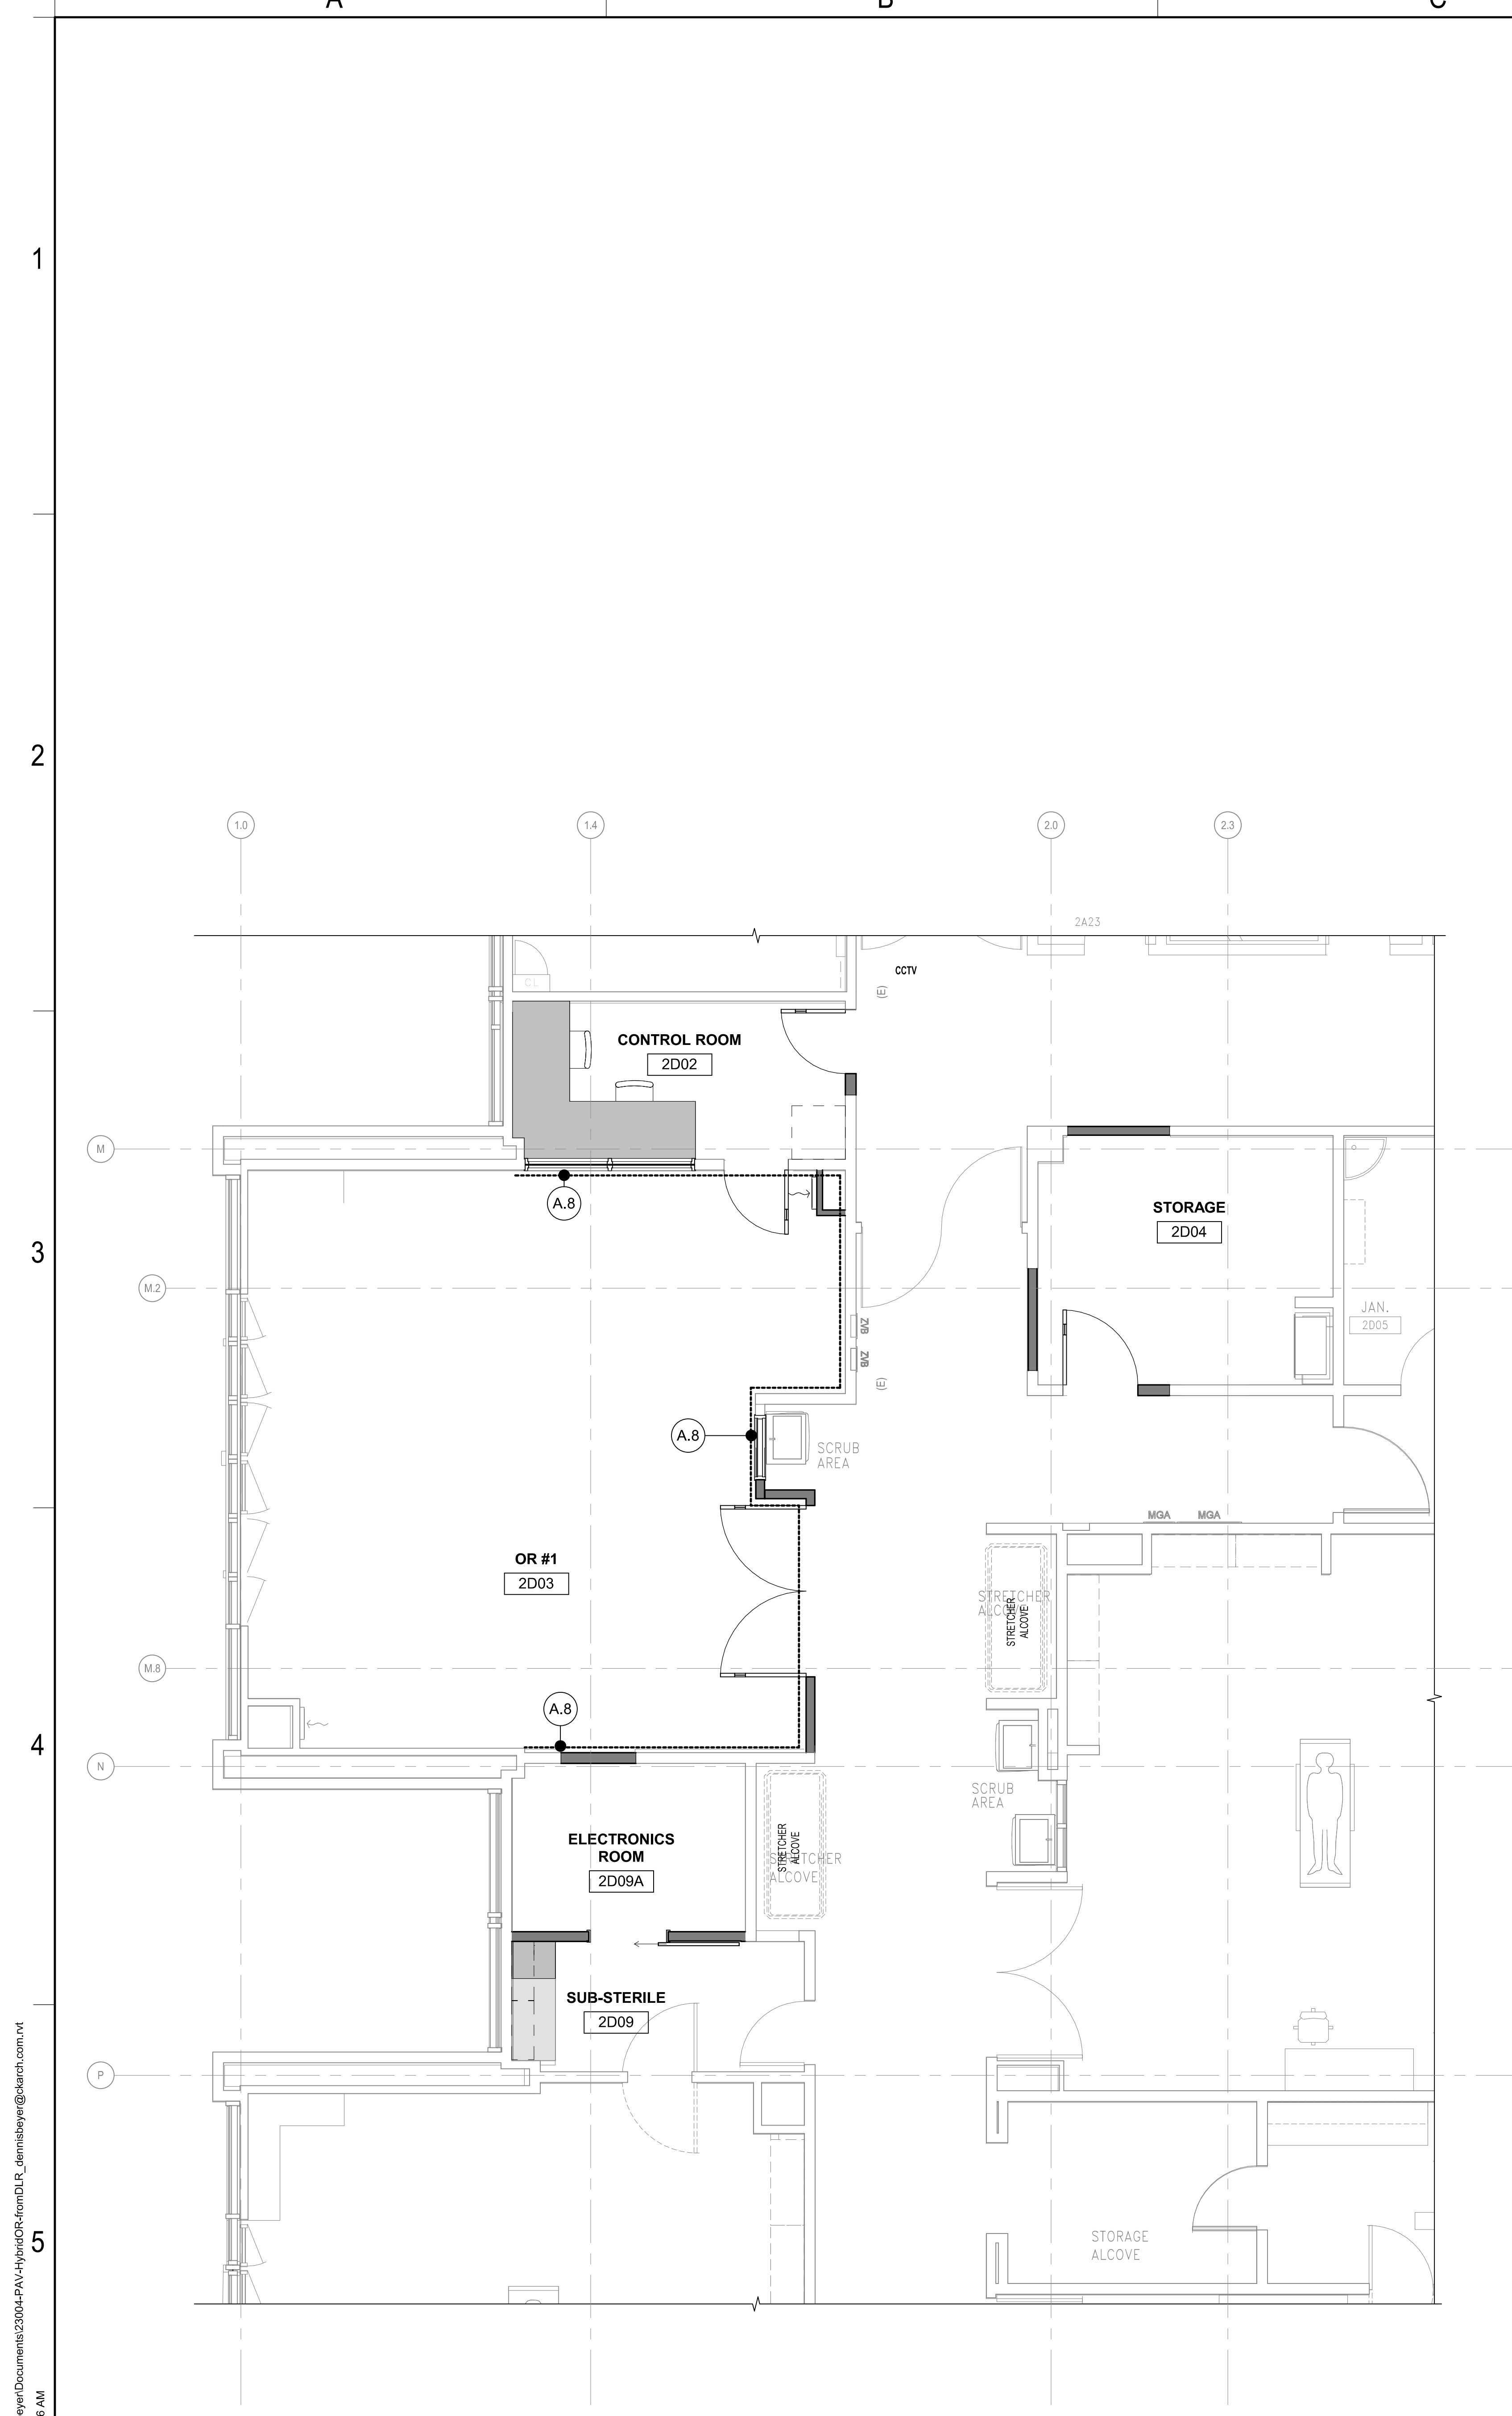 A
B
C
1
2
1.0
1.4
2.0
2.3
2A23
CL
CCTV
(E)
CONTROL ROOM
2D02
M
A.8
STORAGE
2D04
3
M.2
JAN.
2D05
ZVB
ZVB
(E)
A.8
SCRUB
AREA
MGA
MGA
OR #1
2D03
STRETCHER
ALCOVE
STRETCHER
ALCOVE
M.8
A.8
4
N
SCRUB
AREA
ELECTRONICS
ROOM
2D09A
STRETCHER
ALCOVE
STRETCHER
ALCOVE
SUB-STERILE
2D09
P
STORAGE
ALCOVE
5
eyer\Documents\23004-PAV-HybridOR-fromDLR_dennisbeyer@ckarch.com.rvt
6 AM